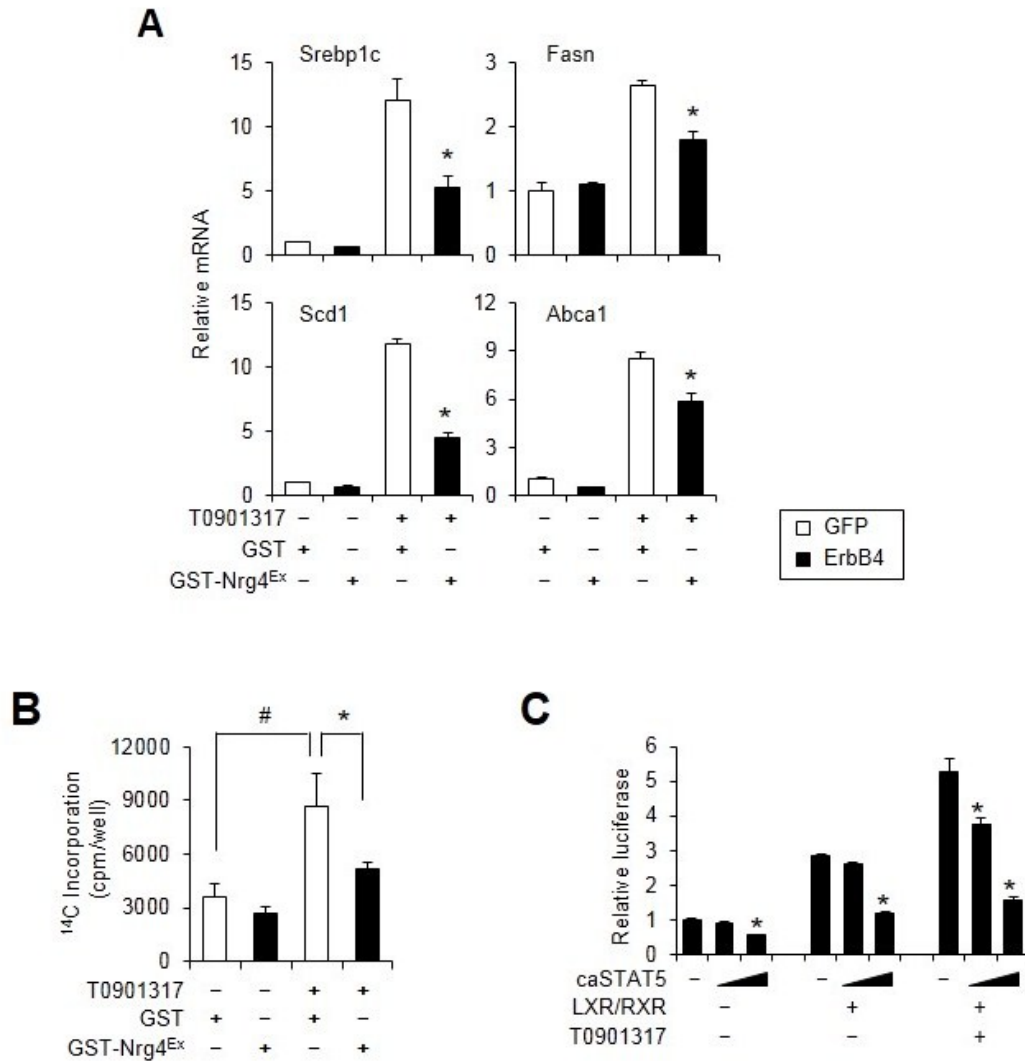 A
Srebp1c
Fasn
15
10
5
0
3
2
1
0
*
*
Relative mRNA
Scd1
Abca1
15
10
5
0
12
9
6
3
0
*
*
T0901317 – – + + – – + +
GST + – + – + – + –
GST-Nrg4Ex – + – + – + – +
GFP
ErbB4
B
# *
12000
9000
6000
3000
0
14C Incorporation
(cpm/well)
T0901317 – – + +
GST + – + –
GST-Nrg4Ex – + – +
C
6
5
4
3
2
1
0
Relative luciferase
* * * *
caSTAT5 – – –
LXR/RXR – + +
T0901317 – – +